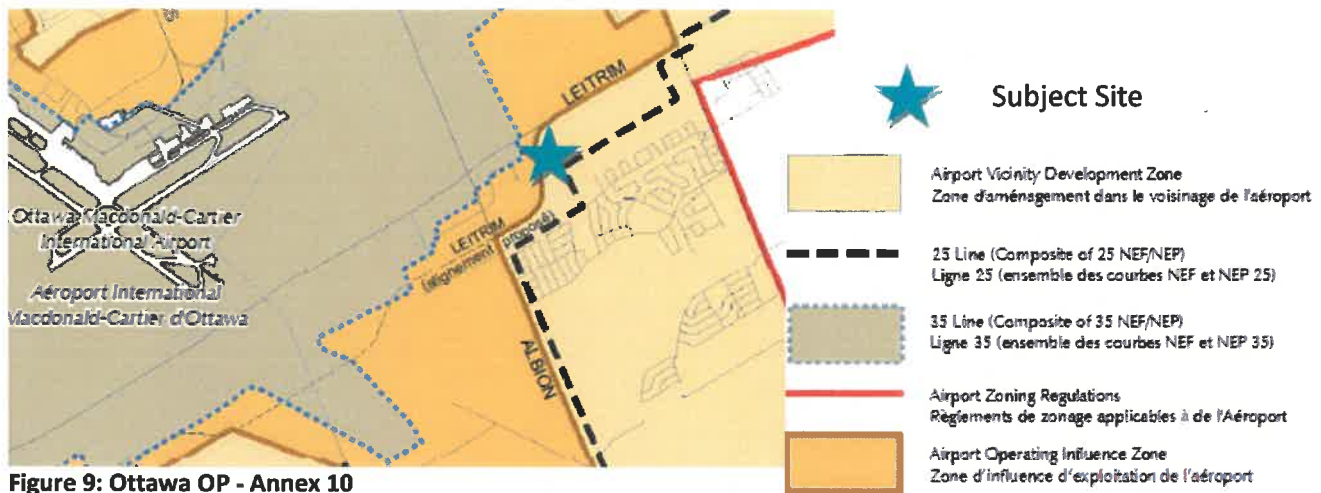 LEITRIM
Ottawa Macdonald-Cartier
International Airport
Aéroport International
Macdonald-Cartier d'Ottawa
LEITRIM
(alignement proposé)
ALBION
Subject Site
Airport Vicinity Development Zone
Zone d'aménagement dans le voisinage de l'aéroport
25 Line (Composite of 25 NEF/NEP)
Ligne 25 (ensemble des courbes NEF et NEP 25)
35 Line (Composite of 35 NEF/NEP)
Ligne 35 (ensemble des courbes NEF et NEP 35)
Airport Zoning Regulations
Règlements de zonage applicables à de l'Aéroport
Airport Operating Influence Zone
Zone d'influence d'exploitation de l'aéroport
Figure 9: Ottawa OP - Annex 10